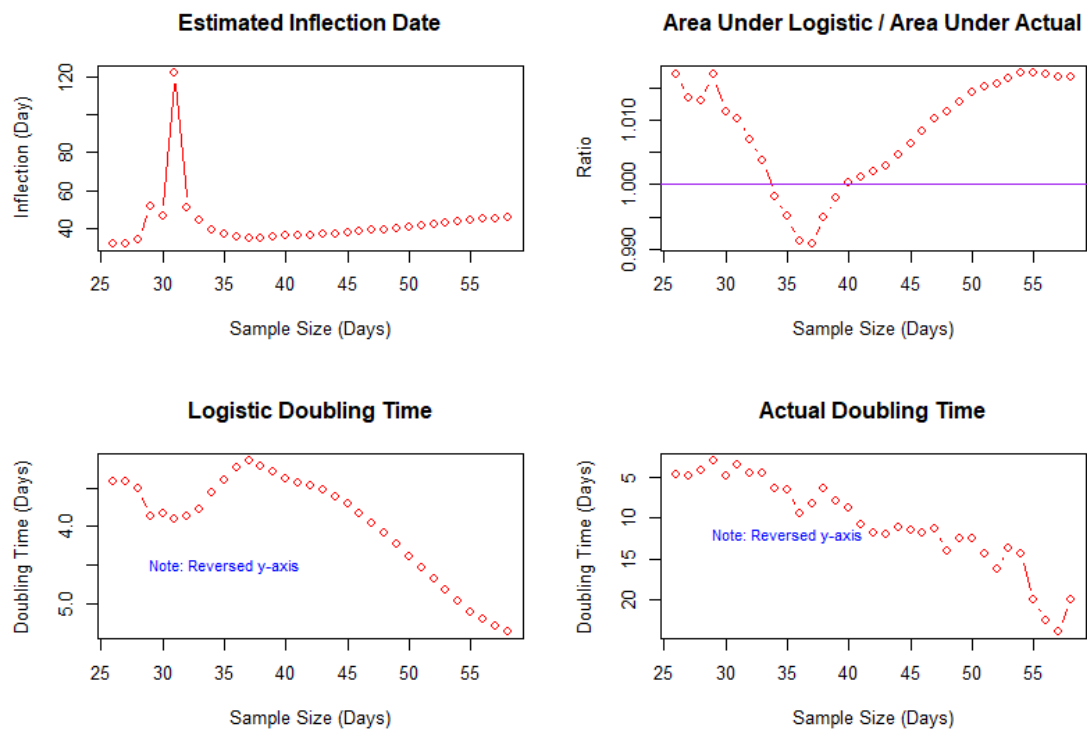 Estimated Inflection Date
Inflection (Day)
120
80
60
40
25 30 35 40 45 50 55
Sample Size (Days)
Area Under Logistic / Area Under Actual
Ratio
1.010
1.000
0.990
25 30 35 40 45 50 55
Sample Size (Days)
Logistic Doubling Time
Doubling Time (Days)
4.0
5.0
Note: Reversed y-axis
25 30 35 40 45 50 55
Sample Size (Days)
Actual Doubling Time
Doubling Time (Days)
5
10
15
20
Note: Reversed y-axis
25 30 35 40 45 50 55
Sample Size (Days)